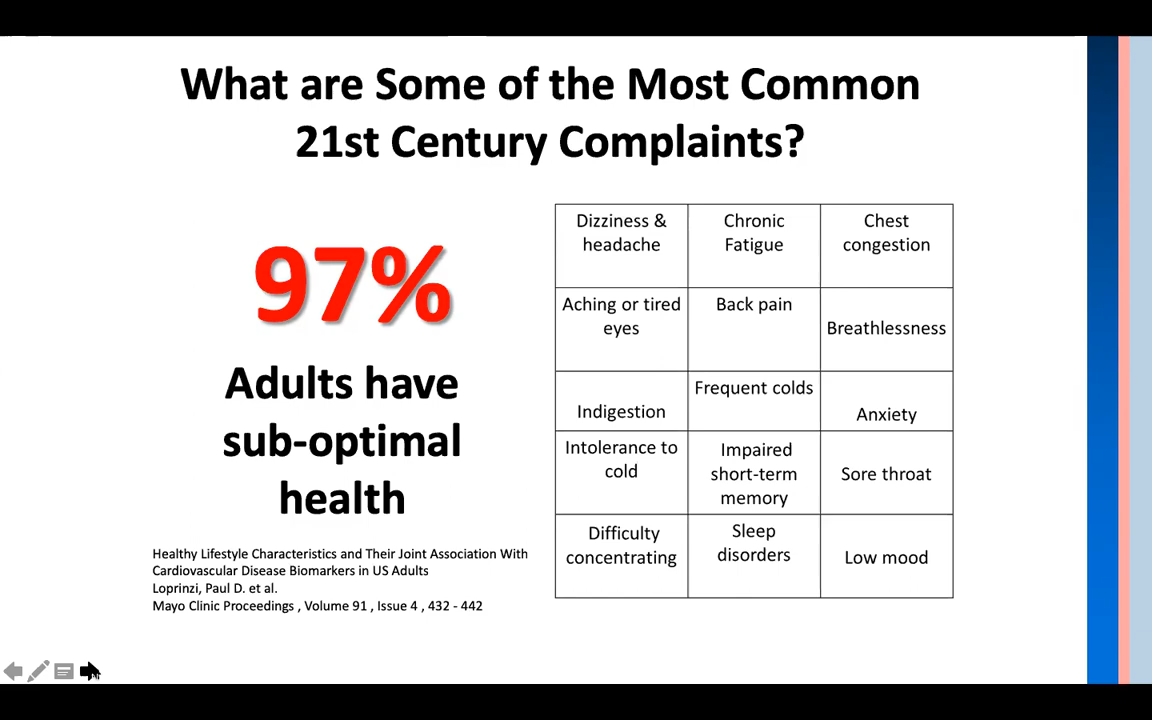 What are Some of the Most Common
21st Century Complaints?
97%
Adults have
sub-optimal
health
Healthy Lifestyle Characteristics and Their Joint Association With
Cardiovascular Disease Biomarkers in US Adults
Loprinzi, Paul D. et al.
Mayo Clinic Proceedings , Volume 91 , Issue 4 , 432 - 442
Dizziness &
headache
Chronic
Fatigue
Chest
congestion
Aching or tired
eyes
Back pain
Breathlessness
Indigestion
Frequent colds
Anxiety
Intolerance to
cold
Impaired
short-term
memory
Sore throat
Difficulty
concentrating
Sleep
disorders
Low mood